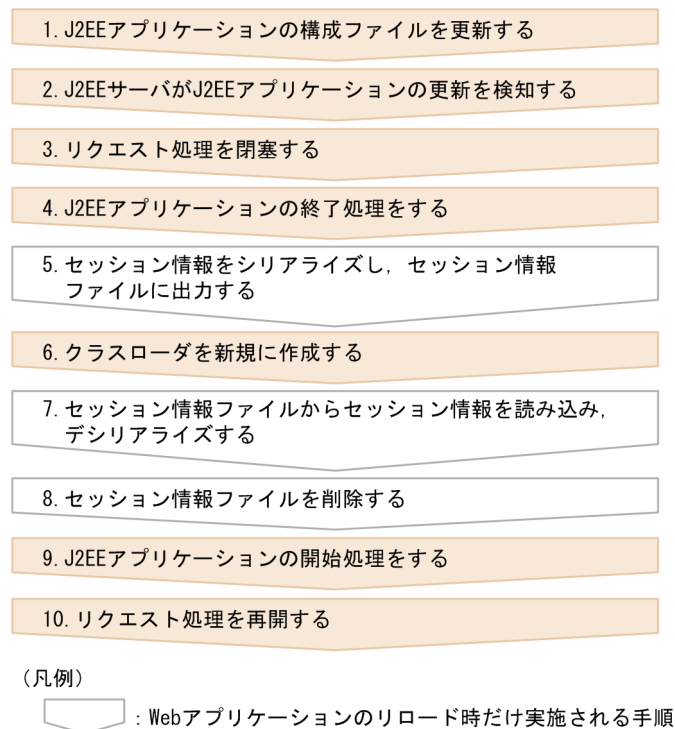 1. J2EEアプリケーションの構成ファイルを更新する
2. J2EEサーバがJ2EEアプリケーションの更新を検知する
3. リクエスト処理を閉塞する
4. J2EEアプリケーションの終了処理をする
5. セッション情報をシリアライズし，セッション情報
ファイルに出力する
6. クラスローダを新規に作成する
7. セッション情報ファイルからセッション情報を読み込み，
デシリアライズする
8. セッション情報ファイルを削除する
9. J2EEアプリケーションの開始処理をする
10. リクエスト処理を再開する
（凡例）
：Webアプリケーションのリロード時だけ実施される手順